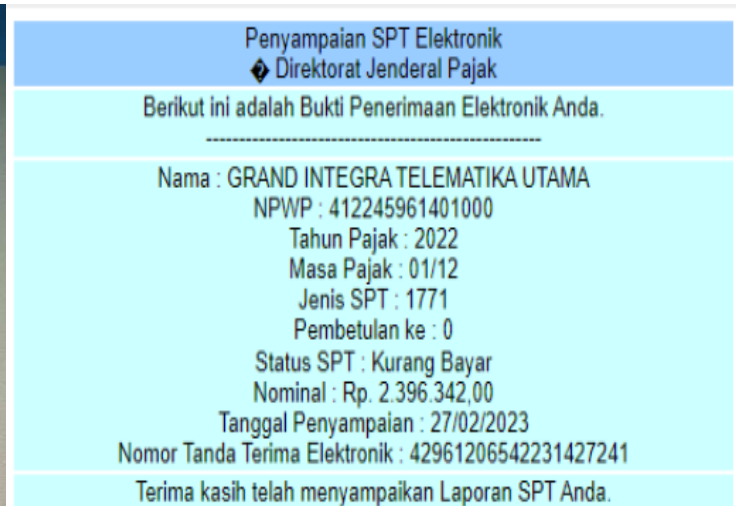 Penyampaian SPT Elektronik
� Direktorat Jenderal Pajak
Berikut ini adalah Bukti Penerimaan Elektronik Anda.
--------------------------------------------------
Nama : GRAND INTEGRA TELEMATIKA UTAMA
NPWP : 412245961401000
Tahun Pajak : 2022
Masa Pajak : 01/12
Jenis SPT : 1771
Pembetulan ke : 0
Status SPT : Kurang Bayar
Nominal : Rp. 2.396.342,00
Tanggal Penyampaian : 27/02/2023
Nomor Tanda Terima Elektronik : 42961206542231427241
Terima kasih telah menyampaikan Laporan SPT Anda.